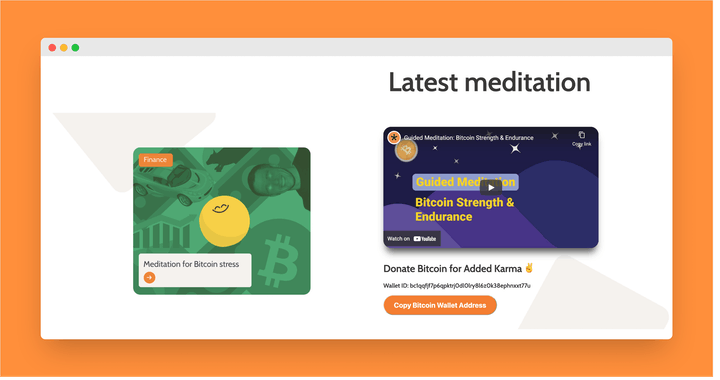 Latest meditation
Finance
Meditation for Bitcoin stress
Guided Meditation: Bitcoin Strength & Endurance
Copy link
Guided Meditation
Bitcoin Strength &
Endurance
Watch on YouTube
Donate Bitcoin for Added Karma ✌️
Wallet ID: bc1qqfjf7p6qpktrj0dl0lry8l6z0k38ephnxxt77u
Copy Bitcoin Wallet Address